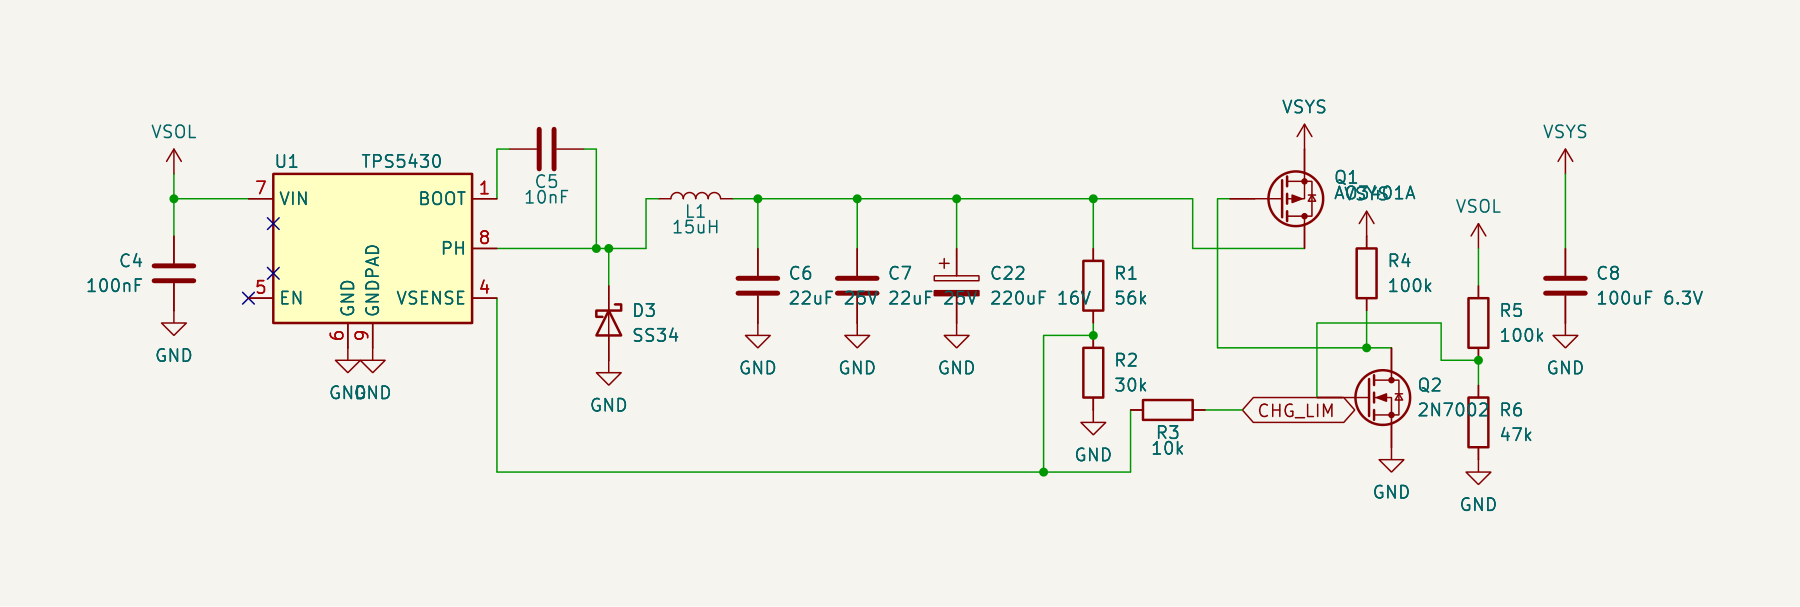 VSOL
U1
TPS5430
7
VIN
BOOT
1
PH
8
5
EN
VSENSE
4
GND
GNDPAD
6
9
C4
100nF
GND
GND
GND
C5
10nF
D3
SS34
GND
L1
15uH
C6
22uF 25V
GND
C7
22uF 25V
GND
+
C22
220uF 16V
GND
R1
56k
R2
30k
GND
R3
10k
CHG_LIM
VSYS
Q1
AO3401A
VSYS
R4
100k
Q2
2N7002
GND
VSOL
R5
100k
R6
47k
GND
VSYS
C8
100uF 6.3V
GND